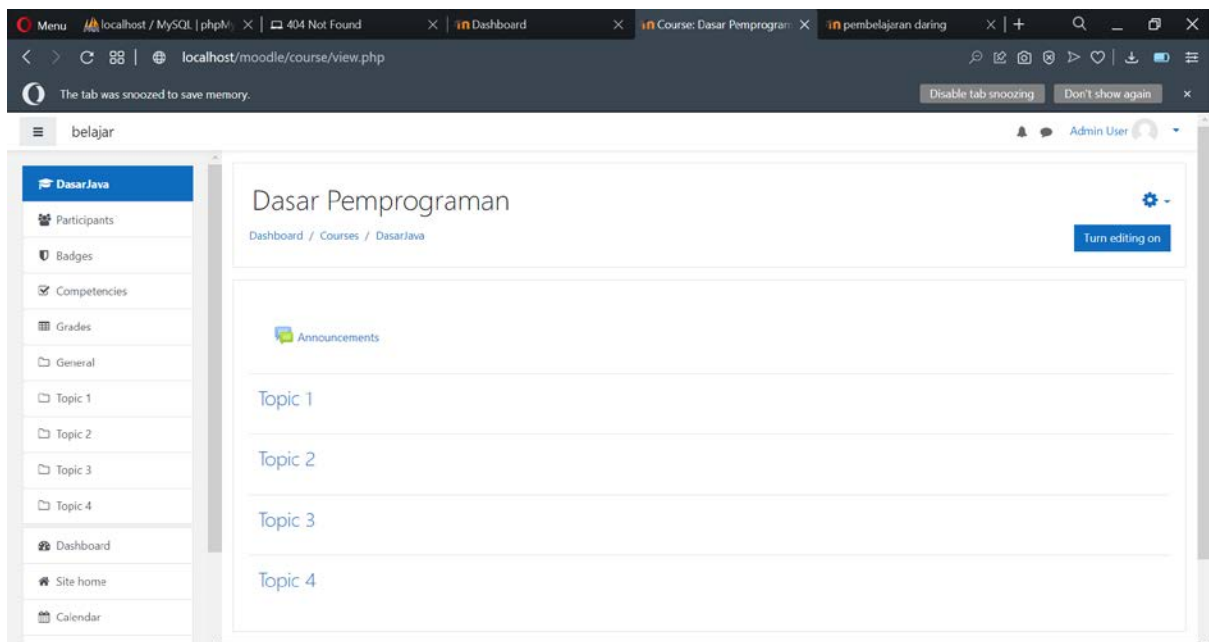 Menu
localhost / MySQL | phpM
404 Not Found
Dashboard
Course: Dasar Pemprogram
pembelajaran daring
localhost/moodle/course/view.php
The tab was snoozed to save memory.
Disable tab snoozing
Don't show again
belajar
Admin User
DasarJava
Participants
Badges
Competencies
Grades
General
Topic 1
Topic 2
Topic 3
Topic 4
Dashboard
Site home
Calendar
Dasar Pemprograman
Dashboard / Courses / DasarJava
Turn editing on
Announcements
Topic 1
Topic 2
Topic 3
Topic 4